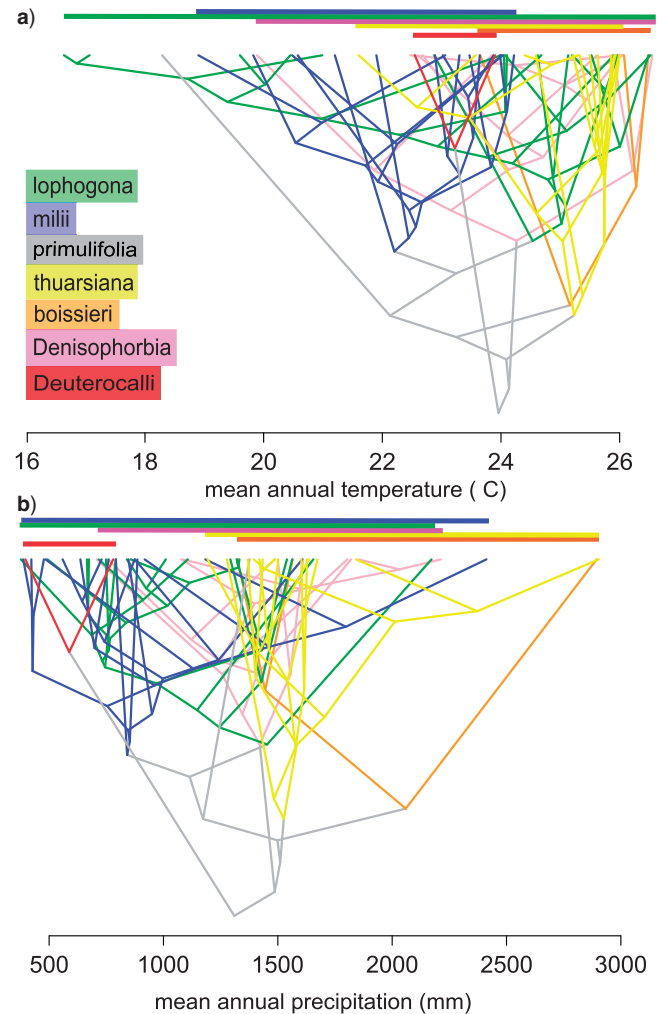 a)
lophogona
milii
primulifolia
thuarsiana
boissieri
Denisophorbia
Deuterocalli
16 18 20 22 24 26
mean annual temperature ( C)
b)
500 1000 1500 2000 2500 3000
mean annual precipitation (mm)